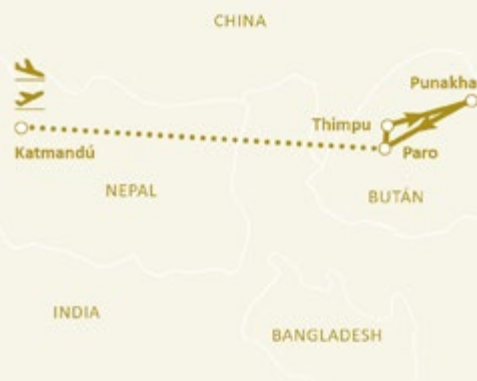 CHINA
Punakha
Thimpu
Katmandú
Paro
NEPAL
BUTÁN
INDIA
BANGLADESH